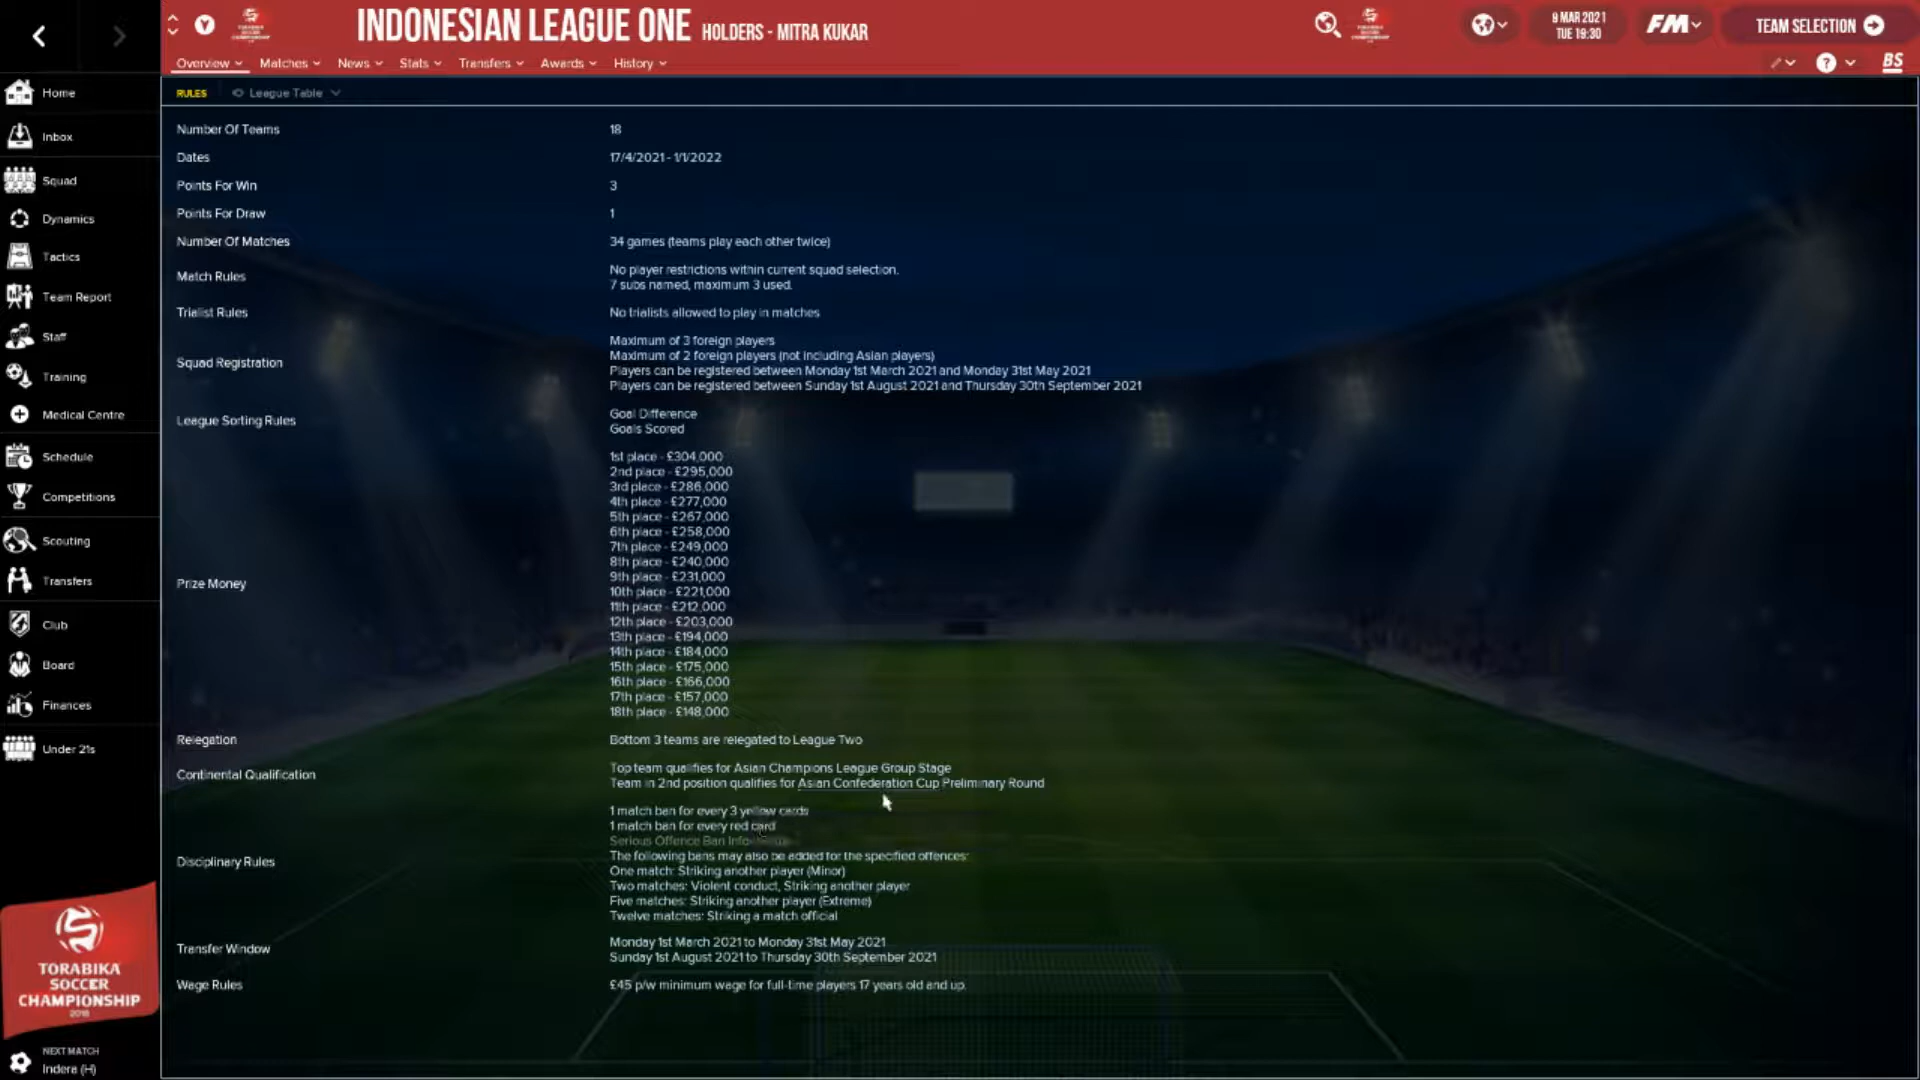 INDONESIAN LEAGUE ONE HOLDERS - MITRA KUKAR
9 MAR 2021
TUE 19:30
FM
TEAM SELECTION
Overview Matches News Stats Transfers Awards History
? BS
RULES League Table
Home
Inbox
Squad
Dynamics
Tactics
Team Report
Staff
Training
Medical Centre
Schedule
Competitions
Scouting
Transfers
Club
Board
Finances
Under 21s
TORABIKA
SOCCER
CHAMPIONSHIP
2016
NEXT MATCH
Indera (H)
Number Of Teams 18
Dates 17/4/2021 - 1/1/2022
Points For Win 3
Points For Draw 1
Number Of Matches 34 games (teams play each other twice)
Match Rules No player restrictions within current squad selection.
7 subs named, maximum 3 used.
Trialist Rules No trialists allowed to play in matches
Squad Registration Maximum of 3 foreign players
Maximum of 2 foreign players (not including Asian players)
Players can be registered between Monday 1st March 2021 and Monday 31st May 2021
Players can be registered between Sunday 1st August 2021 and Thursday 30th September 2021
League Sorting Rules Goal Difference
Goals Scored
Prize Money 1st place - £304,000
2nd place - £295,000
3rd place - £286,000
4th place - £277,000
5th place - £267,000
6th place - £258,000
7th place - £249,000
8th place - £240,000
9th place - £231,000
10th place - £221,000
11th place - £212,000
12th place - £203,000
13th place - £194,000
14th place - £184,000
15th place - £175,000
16th place - £166,000
17th place - £157,000
18th place - £148,000
Relegation Bottom 3 teams are relegated to League Two
Continental Qualification Top team qualifies for Asian Champions League Group Stage
Team in 2nd position qualifies for Asian Confederation Cup Preliminary Round
Disciplinary Rules 1 match ban for every 3 yellow cards
1 match ban for every red card
Serious Offence Ban
The following bans may also be added for the specified offences:
One match: Striking another player (Minor)
Two matches: Violent conduct, Striking another player
Five matches: Striking another player (Extreme)
Twelve matches: Striking a match official
Transfer Window Monday 1st March 2021 to Monday 31st May 2021
Sunday 1st August 2021 to Thursday 30th September 2021
Wage Rules £45 p/w minimum wage for full-time players 17 years old and up.